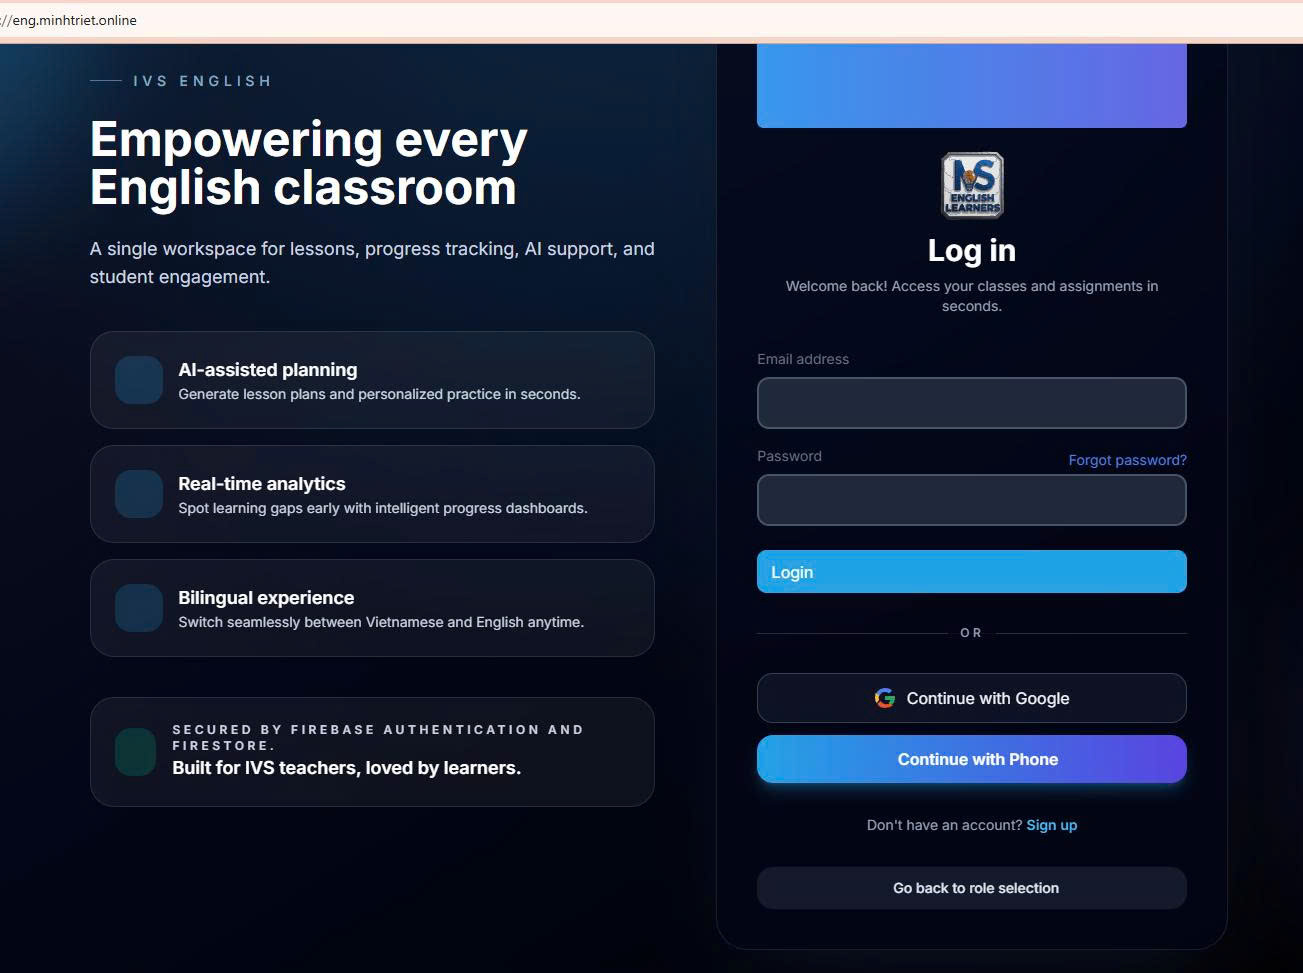 ://eng.minhtriet.online
IVS ENGLISH
Empowering every
English classroom
A single workspace for lessons, progress tracking, AI support, and
student engagement.
AI-assisted planning
Generate lesson plans and personalized practice in seconds.
Real-time analytics
Spot learning gaps early with intelligent progress dashboards.
Bilingual experience
Switch seamlessly between Vietnamese and English anytime.
SECURED BY FIREBASE AUTHENTICATION AND
FIRESTORE.
Built for IVS teachers, loved by learners.
ENGLISH
LEARNERS
Log in
Welcome back! Access your classes and assignments in
seconds.
Email address
Password
Forgot password?
Login
OR
Continue with Google
Continue with Phone
Don't have an account? Sign up
Go back to role selection